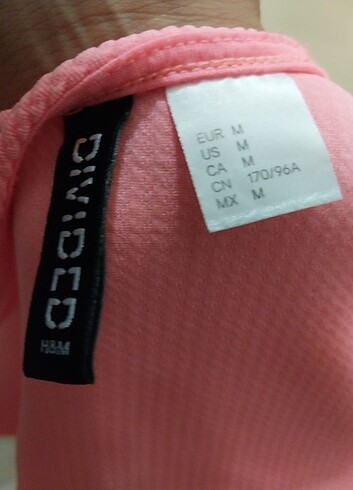 DIVIDED
H&M
EUR M
US M
CA M
CN 170/96A
MX M